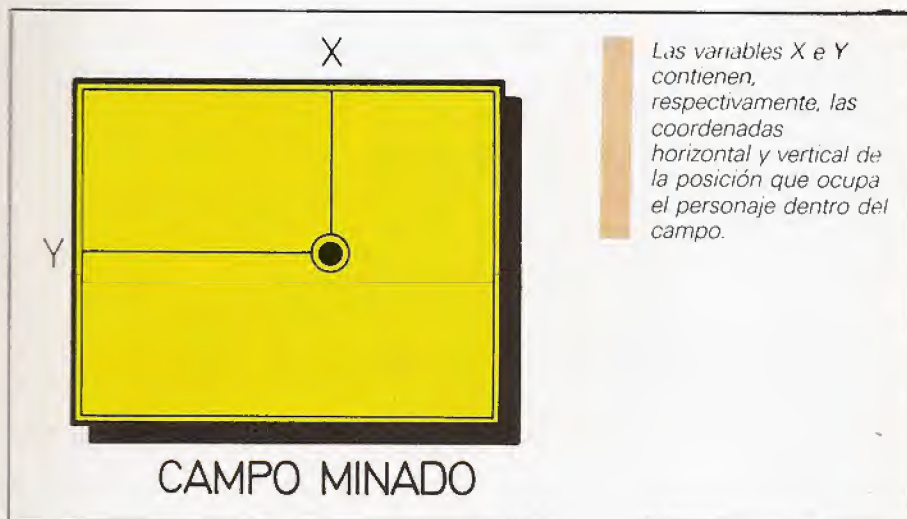 X
Y
CAMPO MINADO
Las variables X e Y
contienen,
respectivamente, las
coordenadas
horizontal y vertical de
la posición que ocupa
el personaje dentro del
campo.